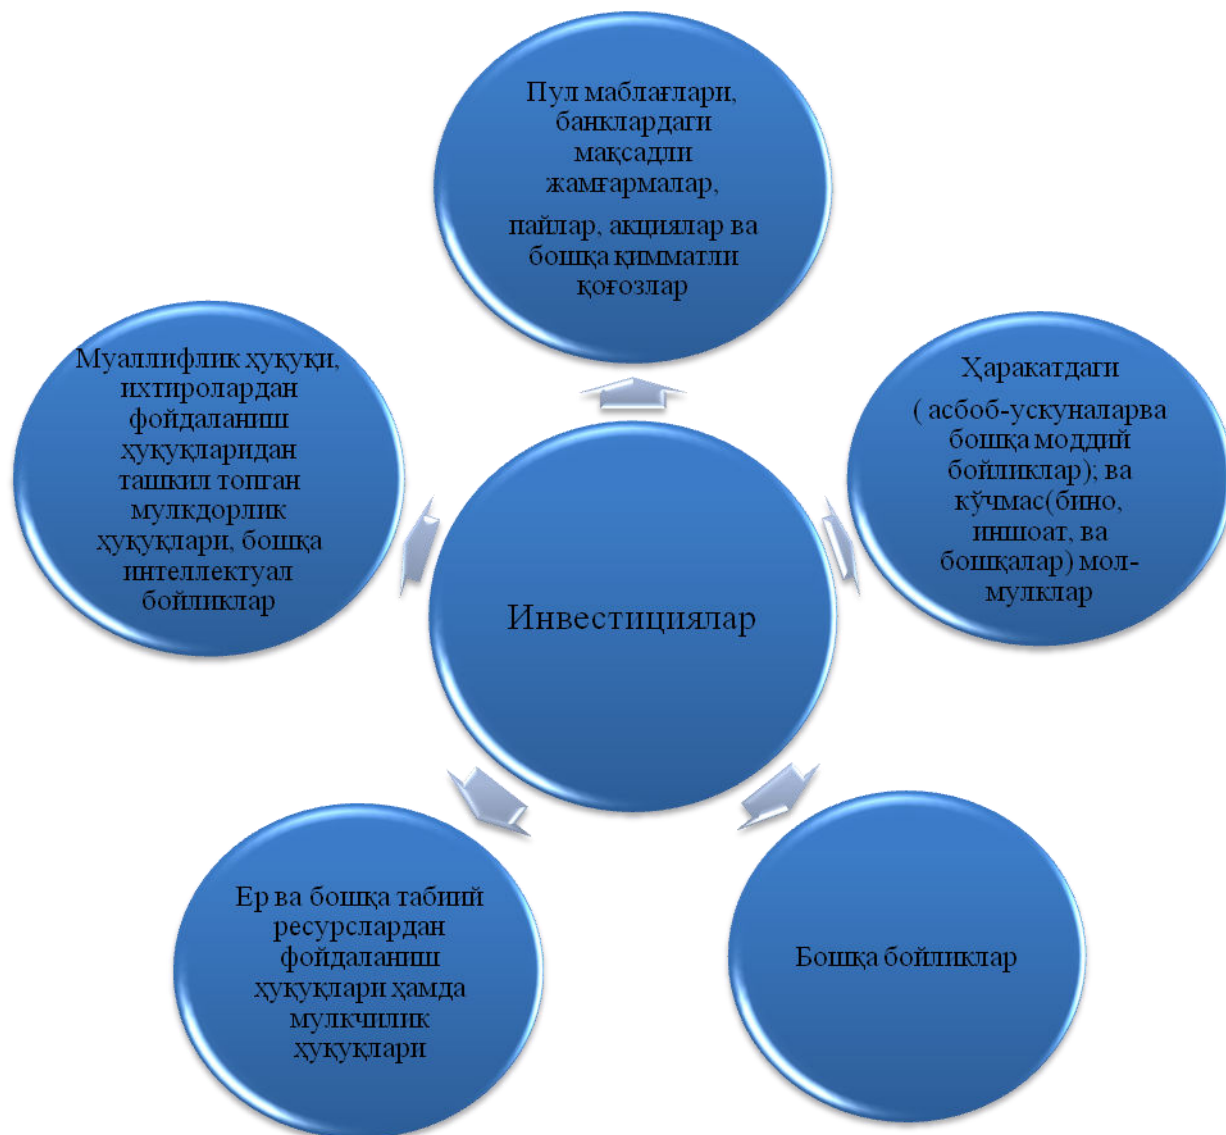 Пул маблағлари,
банклардаги
мақсадли
жамғармалар,
пайлар, акциялар ва
бошқа қимматли
қоғозлар
Муаллифлик ҳуқуқи,
ихтиролардан
фойдаланиш
ҳуқуқларидан
ташкил топган
мулкдорлик
ҳуқуқлари, бошқа
интеллектуал
бойликлар
Ҳаракатдаги
( асбоб-ускуналарва
бошқа моддий
бойликлар); ва
кўчмас(бино,
иншоат, ва
бошқалар) мол-
мулклар
Инвестициялар
Ер ва бошқа табиий
ресурслардан
фойдаланиш
ҳуқуқлари ҳамда
мулкчилик
ҳуқуқлари
Бошқа бойликлар